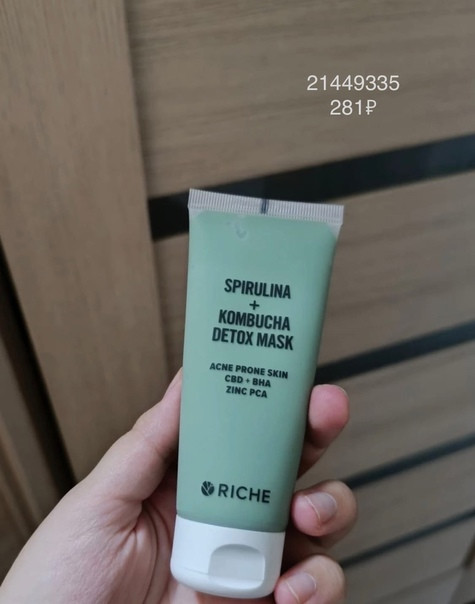 21449335
281₽
SPIRULINA
+
KOMBUCHA
DETOX MASK
ACNE PRONE SKIN
CBD + BHA
ZINC PCA
RICHE